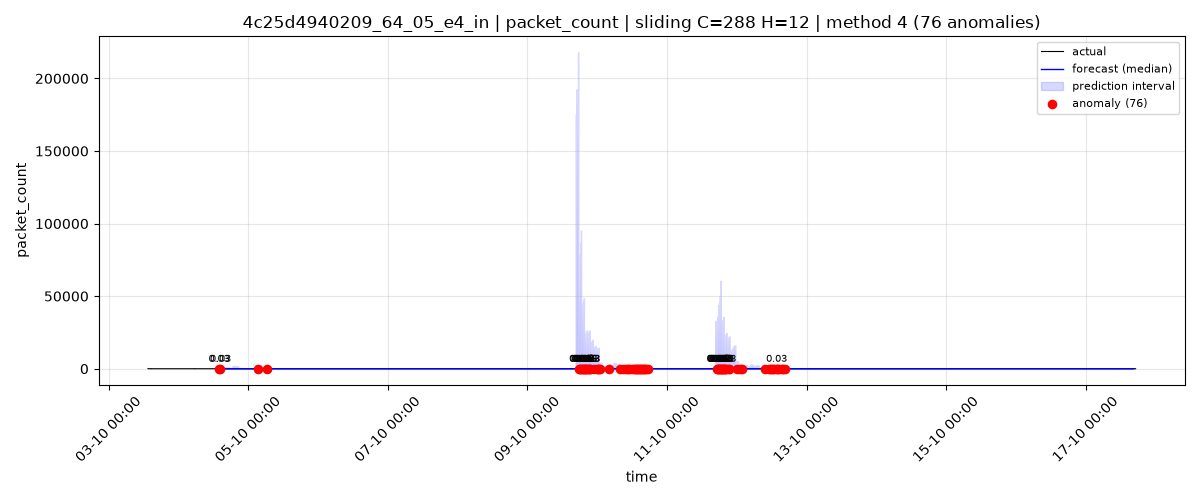 4c25d4940209_64_05_e4_in | packet_count | sliding C=288 H=12 | method 4 (76 anomalies)
actual
forecast (median)
prediction interval
anomaly (76)
packet_count
200000
150000
100000
50000
0
0.03
03-10 00:00
05-10 00:00
07-10 00:00
09-10 00:00
11-10 00:00
13-10 00:00
15-10 00:00
17-10 00:00
time